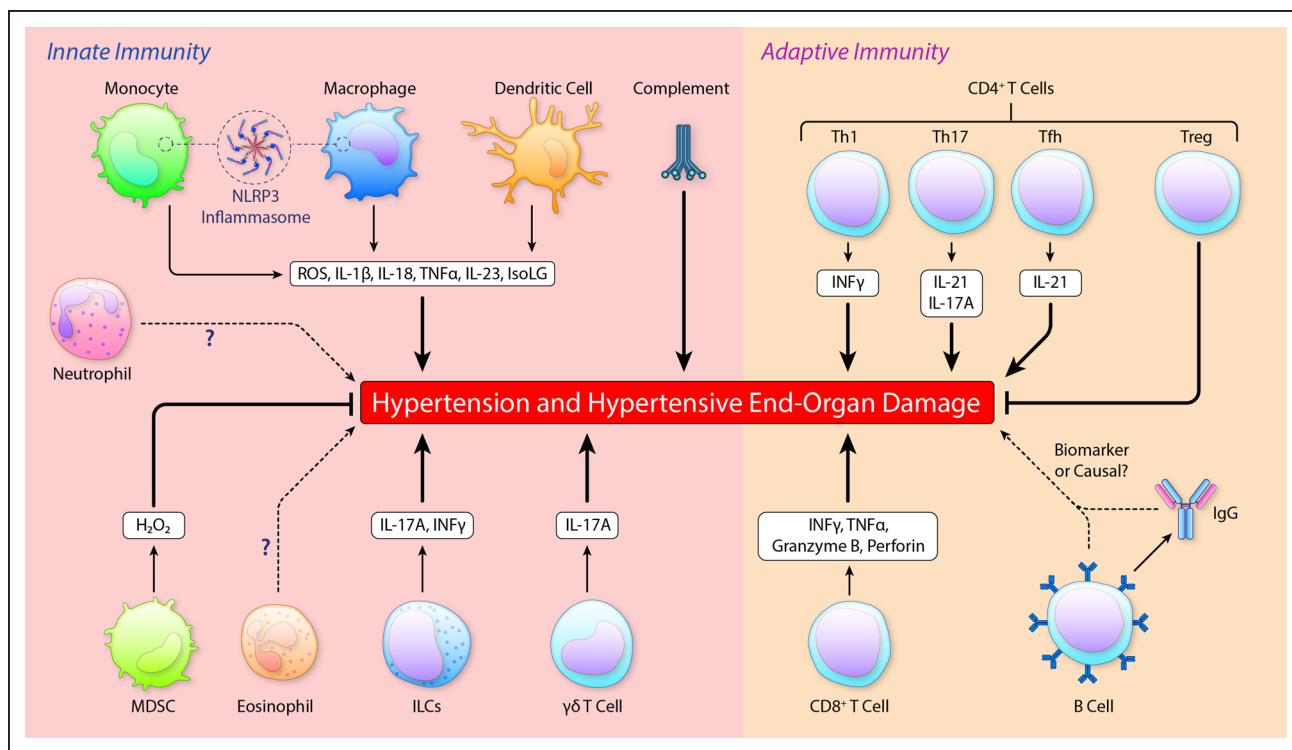 Innate Immunity
Monocyte
Macrophage
Dendritic Cell
Complement
NLRP3
Inflammasome
ROS, IL-1β, IL-18, TNFα, IL-23, IsoLG
Neutrophil
?
Adaptive Immunity
CD4⁺ T Cells
Th1
Th17
Tfh
Treg
INFγ
IL-21
IL-17A
IL-21
Hypertension and Hypertensive End-Organ Damage
H₂O₂
?
IL-17A, INFγ
IL-17A
MDSC
Eosinophil
ILCs
γδ T Cell
INFγ, TNFα,
Granzyme B, Perforin
Biomarker
or Causal?
IgG
CD8⁺ T Cell
B Cell